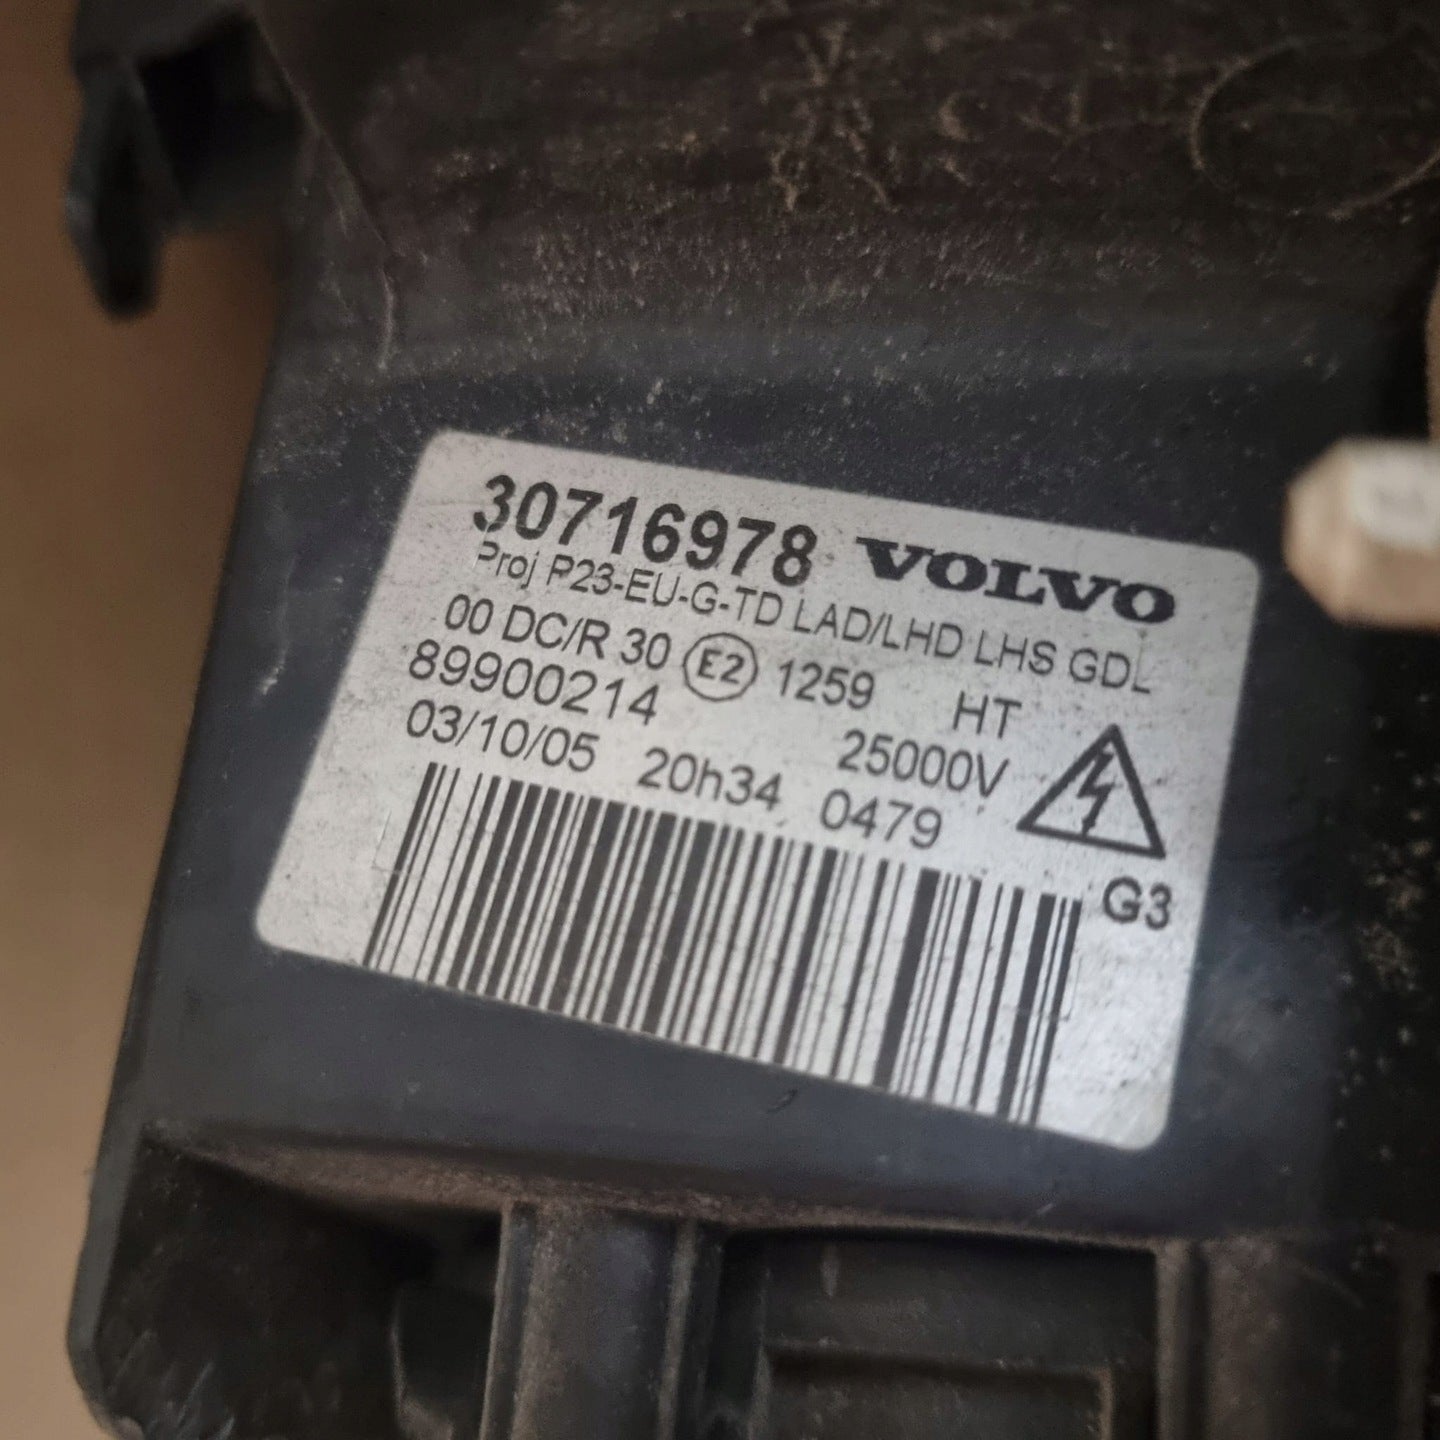 30716978 VOLVO
Proj P23-EU-G-TD LAD/LHD LHS GDL
00 DC/R 30 E2 1259 HT
89900214 25000V
03/10/05 20h34 0479
G3